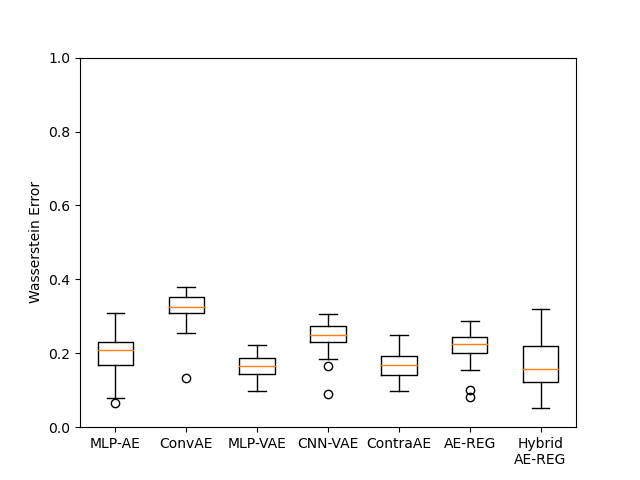 1.0
0.8
0.6
0.4
0.2
0.0
Wasserstein Error
MLP-AE ConvAE MLP-VAE CNN-VAE ContraAE AE-REG Hybrid
AE-REG